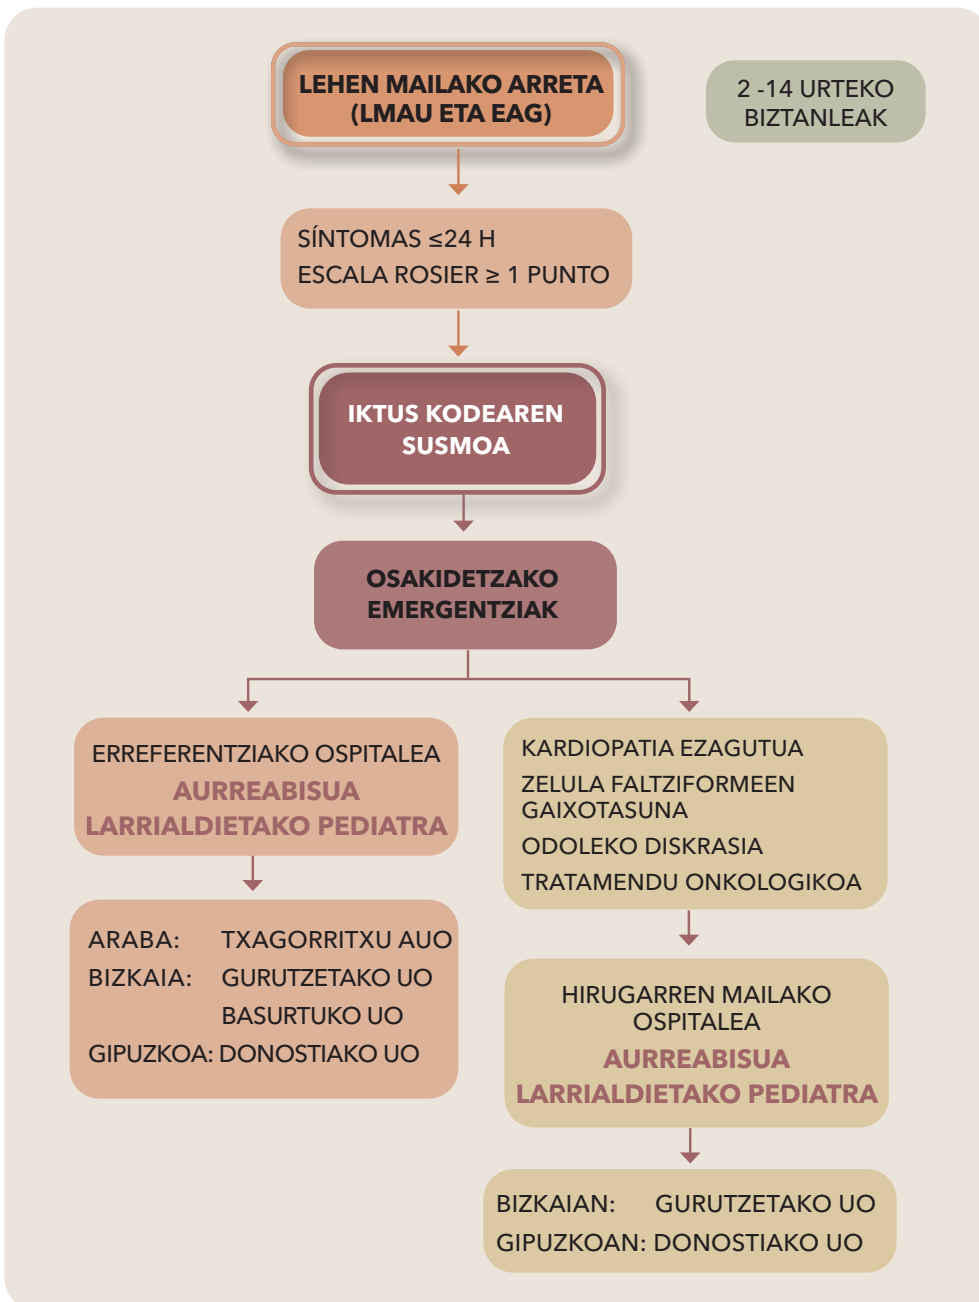 LEHEN MAILAKO ARRETA
(LMAU ETA EAG)
2 -14 URTEKO
BIZTANLEAK
SÍNTOMAS ≤24 H
ESCALA ROSIER ≥ 1 PUNTO
IKTUS KODEAREN
SUSMOA
OSAKIDETZAKO
EMERGENTZIAK
ERREFERENTZIAKO OSPITALEA
AURREABISUA
LARRIALDIETAKO PEDIATRA
ARABA: TXAGORRITXU AUO
BIZKAIA: GURUTZETAKO UO
BASURTUKO UO
GIPUZKOA: DONOSTIAKO UO
KARDIOPATIA EZAGUTUA
ZELULA FALTZIFORMEEN
GAIXOTASUNA
ODOLEKO DISKRASIA
TRATAMENDU ONKOLOGIKOA
HIRUGARREN MAILAKO
OSPITALEA
AURREABISUA
LARRIALDIETAKO PEDIATRA
BIZKAIAN: GURUTZETAKO UO
GIPUZKOAN: DONOSTIAKO UO